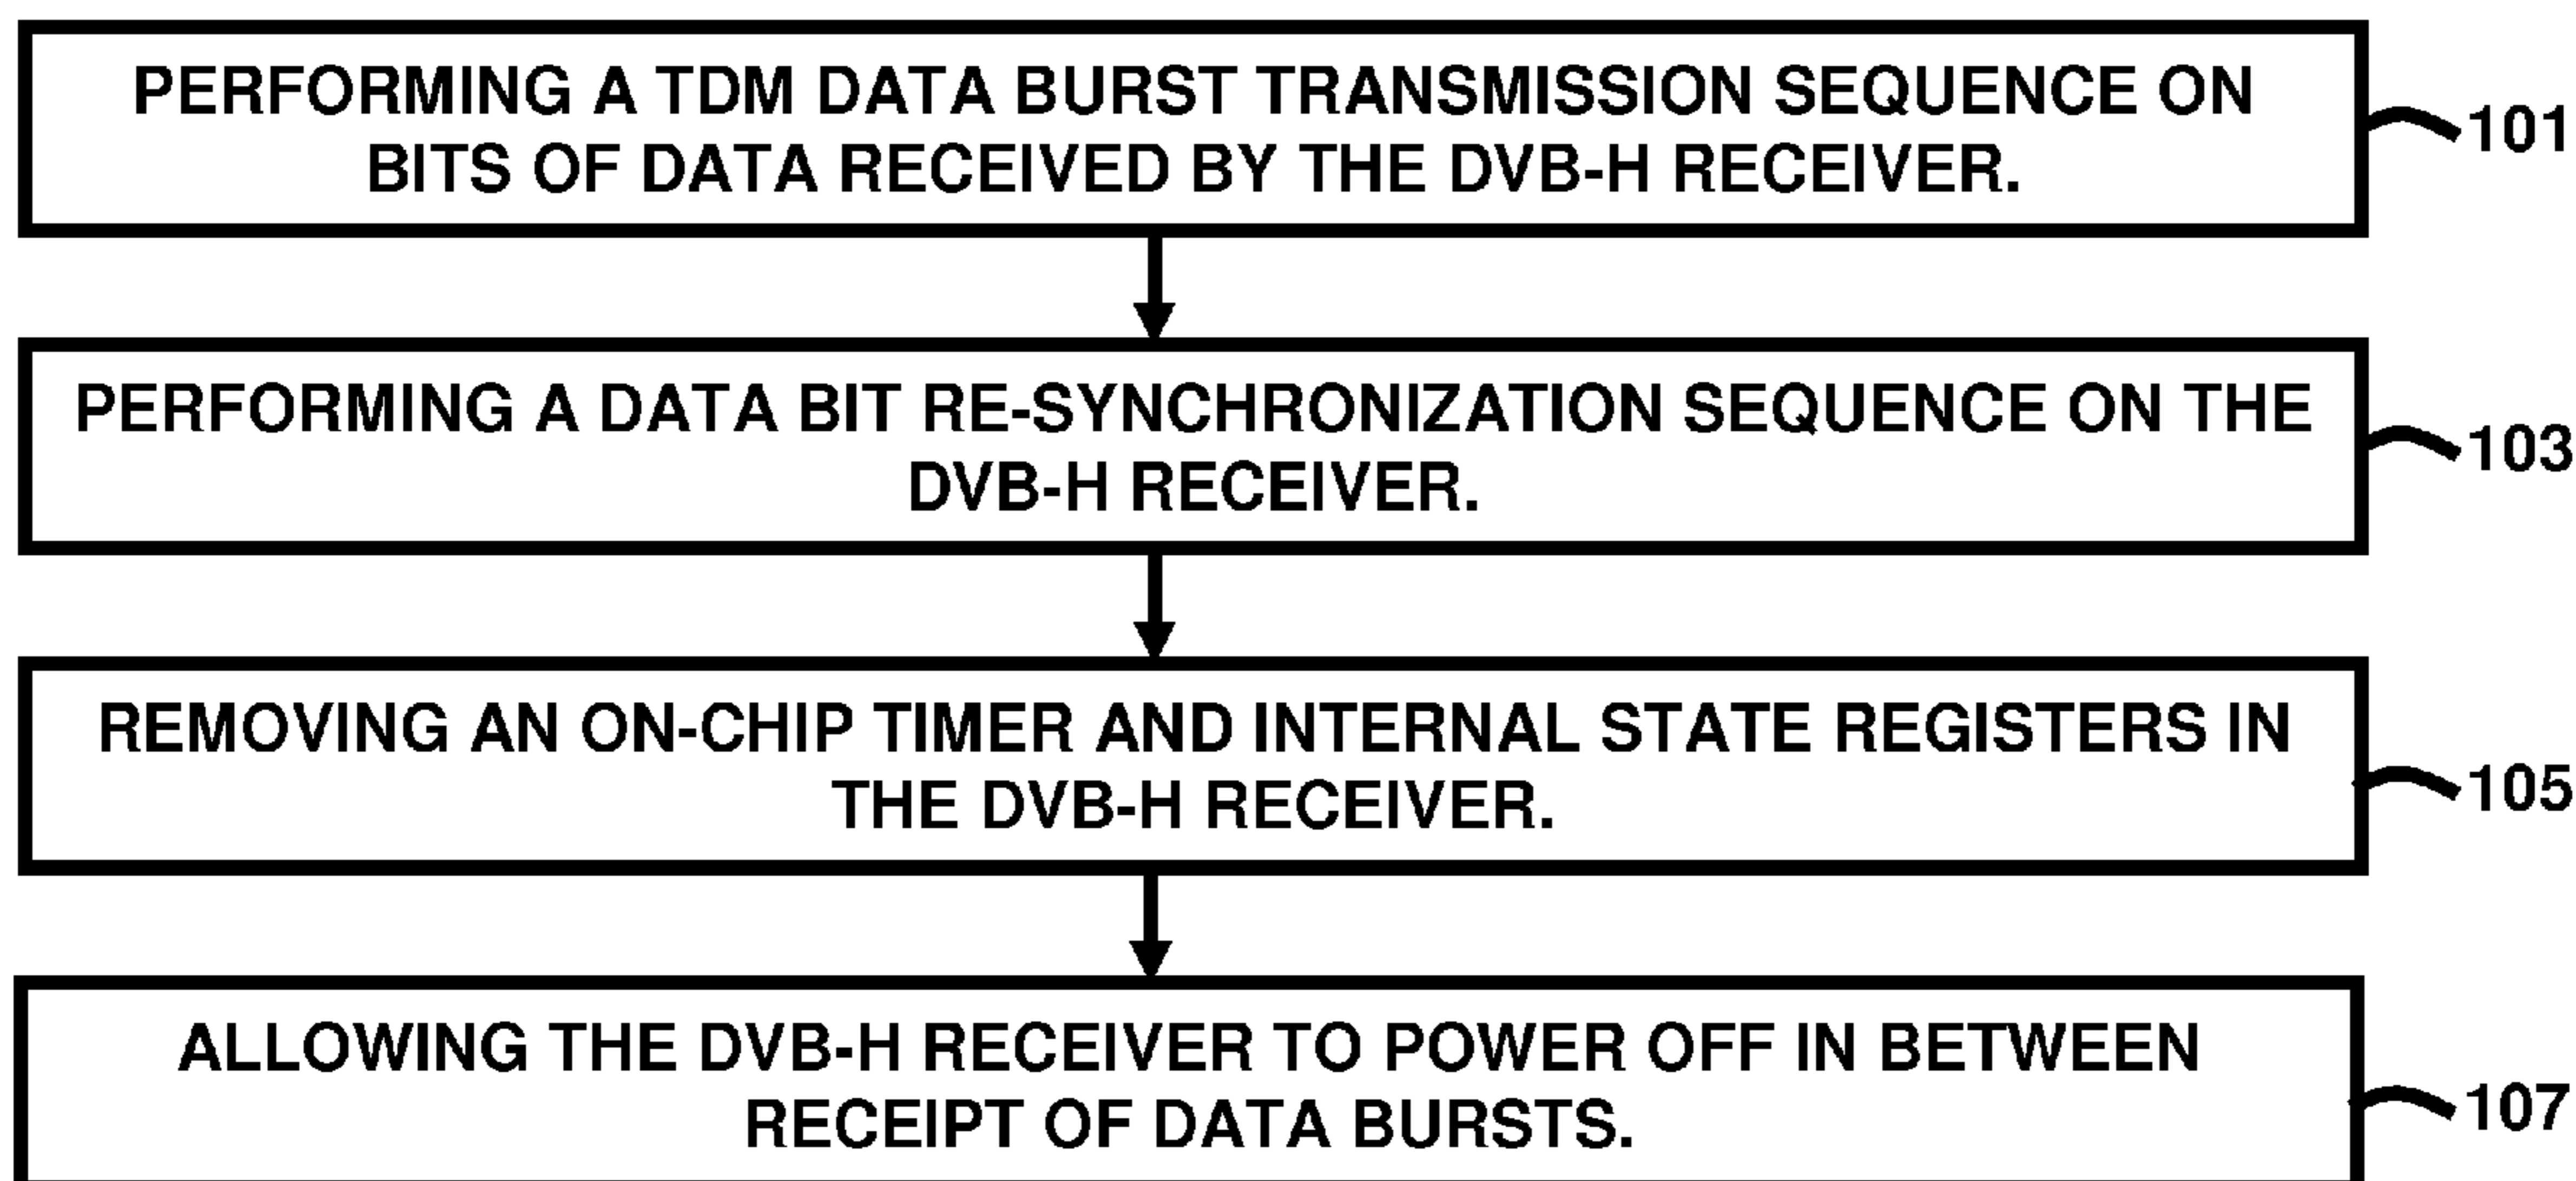 PERFORMING A TDM DATA BURST TRANSMISSION SEQUENCE ON
BITS OF DATA RECEIVED BY THE DVB-H RECEIVER.
101
PERFORMING A DATA BIT RE-SYNCHRONIZATION SEQUENCE ON THE
DVB-H RECEIVER.
103
REMOVING AN ON-CHIP TIMER AND INTERNAL STATE REGISTERS IN
THE DVB-H RECEIVER.
105
ALLOWING THE DVB-H RECEIVER TO POWER OFF IN BETWEEN
RECEIPT OF DATA BURSTS.
107